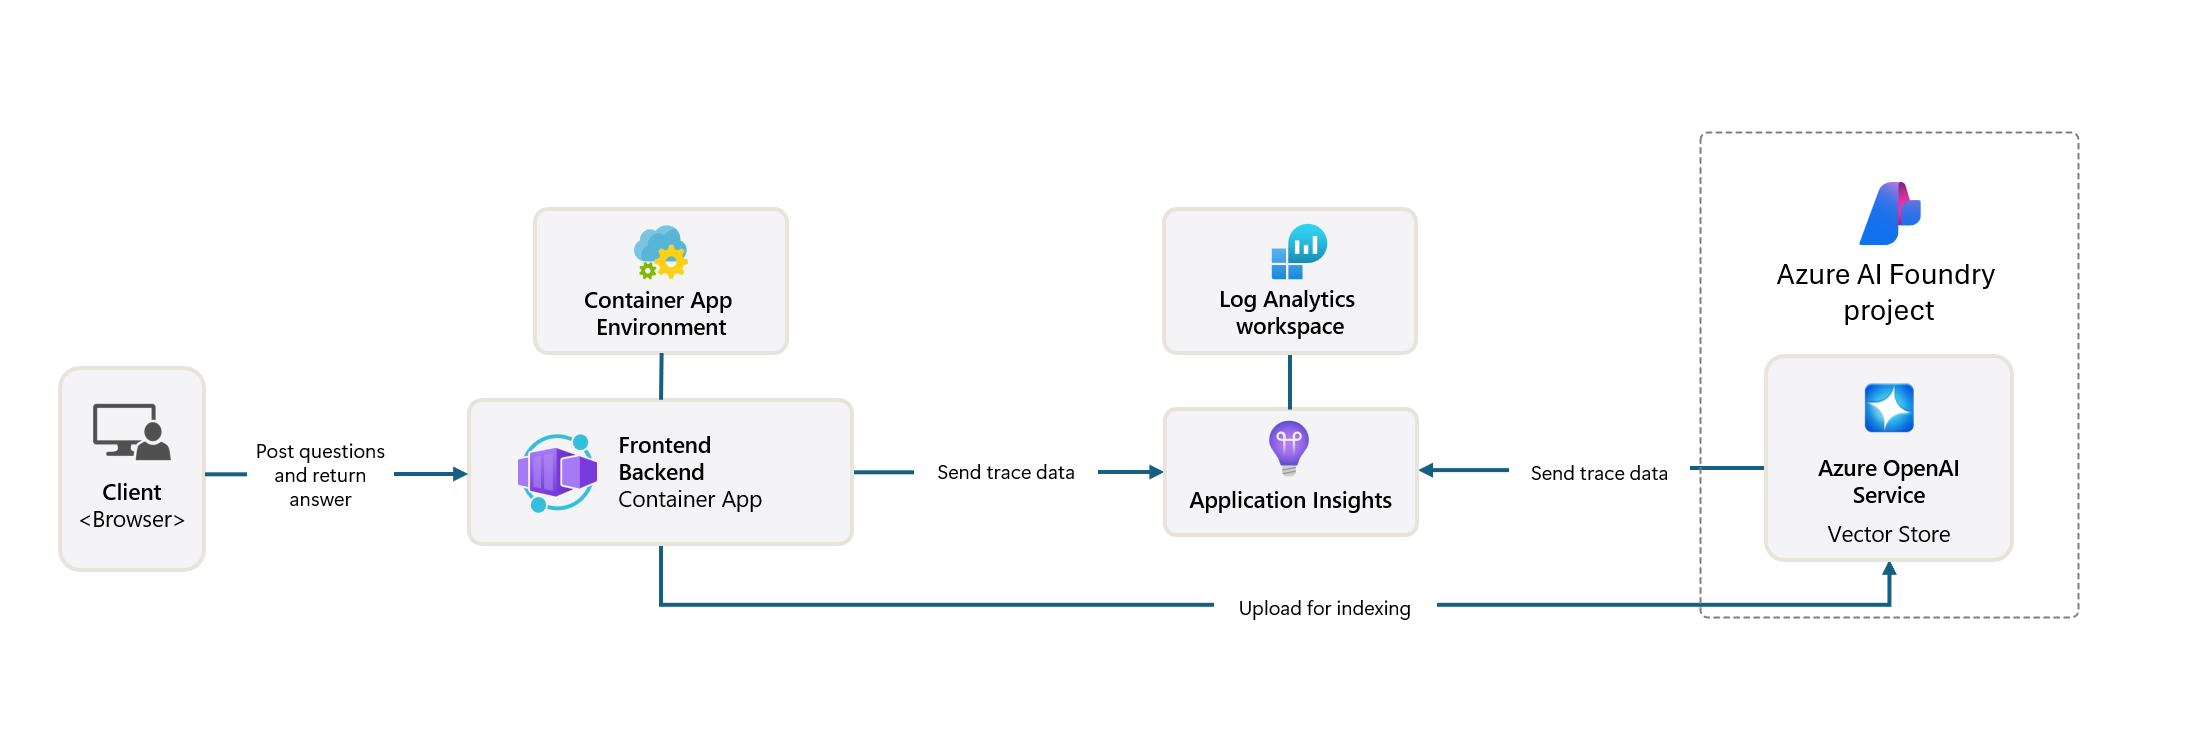 Container App
Environment
Log Analytics
workspace
Azure AI Foundry
project
Client
<Browser>
Post questions
and return
answer
Frontend
Backend
Container App
Send trace data
Application Insights
Send trace data
Azure OpenAI
Service
Vector Store
Upload for indexing